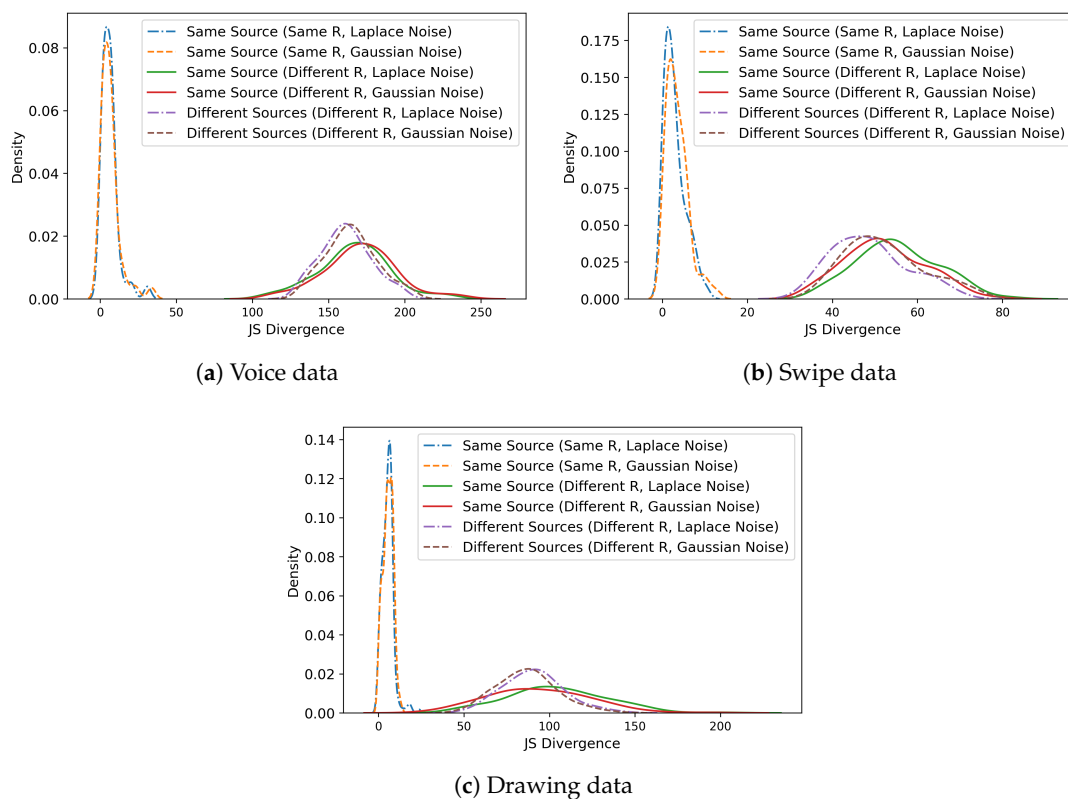 Same Source (Same R, Laplace Noise)
Same Source (Same R, Gaussian Noise)
Same Source (Different R, Laplace Noise)
Same Source (Different R, Gaussian Noise)
Different Sources (Different R, Laplace Noise)
Different Sources (Different R, Gaussian Noise)
Density
0.08
0.06
0.04
0.02
0.00
0 50 100 150 200 250
JS Divergence
(a) Voice data
Same Source (Same R, Laplace Noise)
Same Source (Same R, Gaussian Noise)
Same Source (Different R, Laplace Noise)
Same Source (Different R, Gaussian Noise)
Different Sources (Different R, Laplace Noise)
Different Sources (Different R, Gaussian Noise)
Density
0.175
0.150
0.125
0.100
0.075
0.050
0.025
0.000
0 20 40 60 80
JS Divergence
(b) Swipe data
Same Source (Same R, Laplace Noise)
Same Source (Same R, Gaussian Noise)
Same Source (Different R, Laplace Noise)
Same Source (Different R, Gaussian Noise)
Different Sources (Different R, Laplace Noise)
Different Sources (Different R, Gaussian Noise)
Density
0.14
0.12
0.10
0.08
0.06
0.04
0.02
0.00
0 50 100 150 200
JS Divergence
(c) Drawing data